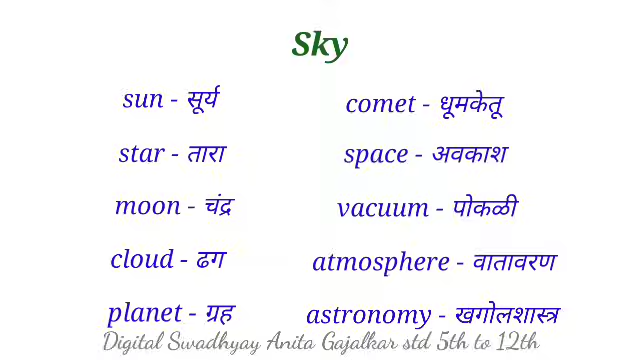 Sky
sun - सूर्य
star - तारा
moon - चंद्र
cloud - ढग
planet - ग्रह
comet - धूमकेतू
space - अवकाश
vacuum - पोकळी
atmosphere - वातावरण
astronomy - खगोलशास्त्र
Digital Swadhyay Anita Gajalkar std 5th to 12th